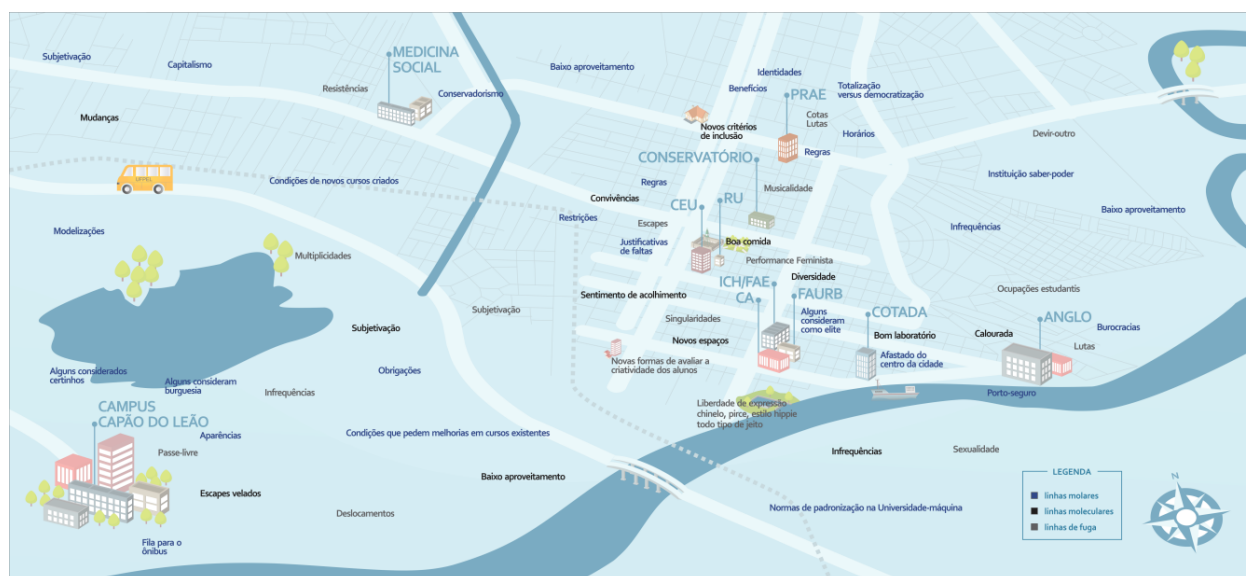 Subjetivação
Capitalismo
MEDICINA
SOCIAL
Resistências
Conservadorismo
Mudanças
Baixo aproveitamento
Identidades
Benefícios
PRAE
Totalização
versus democratização
Cotas
Lutas
Novos critérios
de inclusão
Horários
Regras
Devir-outro
CONSERVATÓRIO
UFPEL
Condições de novos cursos criados
Regras
Musicalidade
Instituição saber-poder
Convivências
RU
CEU
Baixo aproveitamento
Restrições
Escapes
Infrequências
Modelizações
Justificativas
de faltas
Boa comida
Multiplicidades
Performance Feminista
ICH/FAE
Diversidade
CA
FAURB
Sentimento de acolhimento
Ocupações estudantis
Subjetivação
Singularidades
Alguns
consideram
como elite
COTADA
ANGLO
Subjetivação
Burocracias
Novos espaços
Bom laboratório
Calourada
Lutas
Novas formas de avaliar a
criatividade dos alunos
Afastado do
centro da cidade
Alguns considerados
certinhos
Obrigações
Alguns consideram
burguesia
Infrequências
Porto-seguro
CAMPUS
CAPÃO DO LEÃO
Liberdade de expressão
chinelo, pirce, estilo hippie
todo tipo de jeito
Aparências
Condições que pedem melhorias em cursos existentes
Passe-livre
Infrequências
Sexualidade
Baixo aproveitamento
Escapes velados
Deslocamentos
Normas de padronização na Universidade-máquina
Fila para o
ônibus
LEGENDA
linhas molares
linhas moleculares
linhas de fuga
N